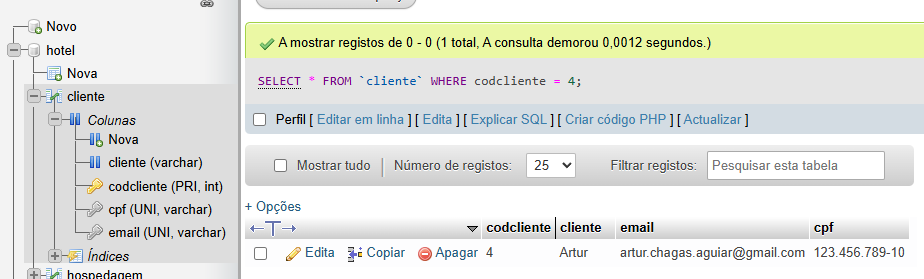 Novo
hotel
Nova
cliente
Colunas
Nova
cliente (varchar)
codcliente (PRI, int)
cpf (UNI, varchar)
email (UNI, varchar)
Índices
hospedagem
A mostrar registos de 0 - 0 (1 total, A consulta demorou 0,0012 segundos.)
SELECT * FROM `cliente` WHERE codcliente = 4;
Perfil [ Editar em linha ] [ Edita ] [ Explicar SQL ] [ Criar código PHP ] [ Actualizar ]
Mostrar tudo | Número de registos: 25 Filtrar registos: Pesquisar esta tabela
+ Opções
codcliente cliente email cpf
Edita Copiar Apagar 4 Artur artur.chagas.aguiar@gmail.com 123.456.789-10